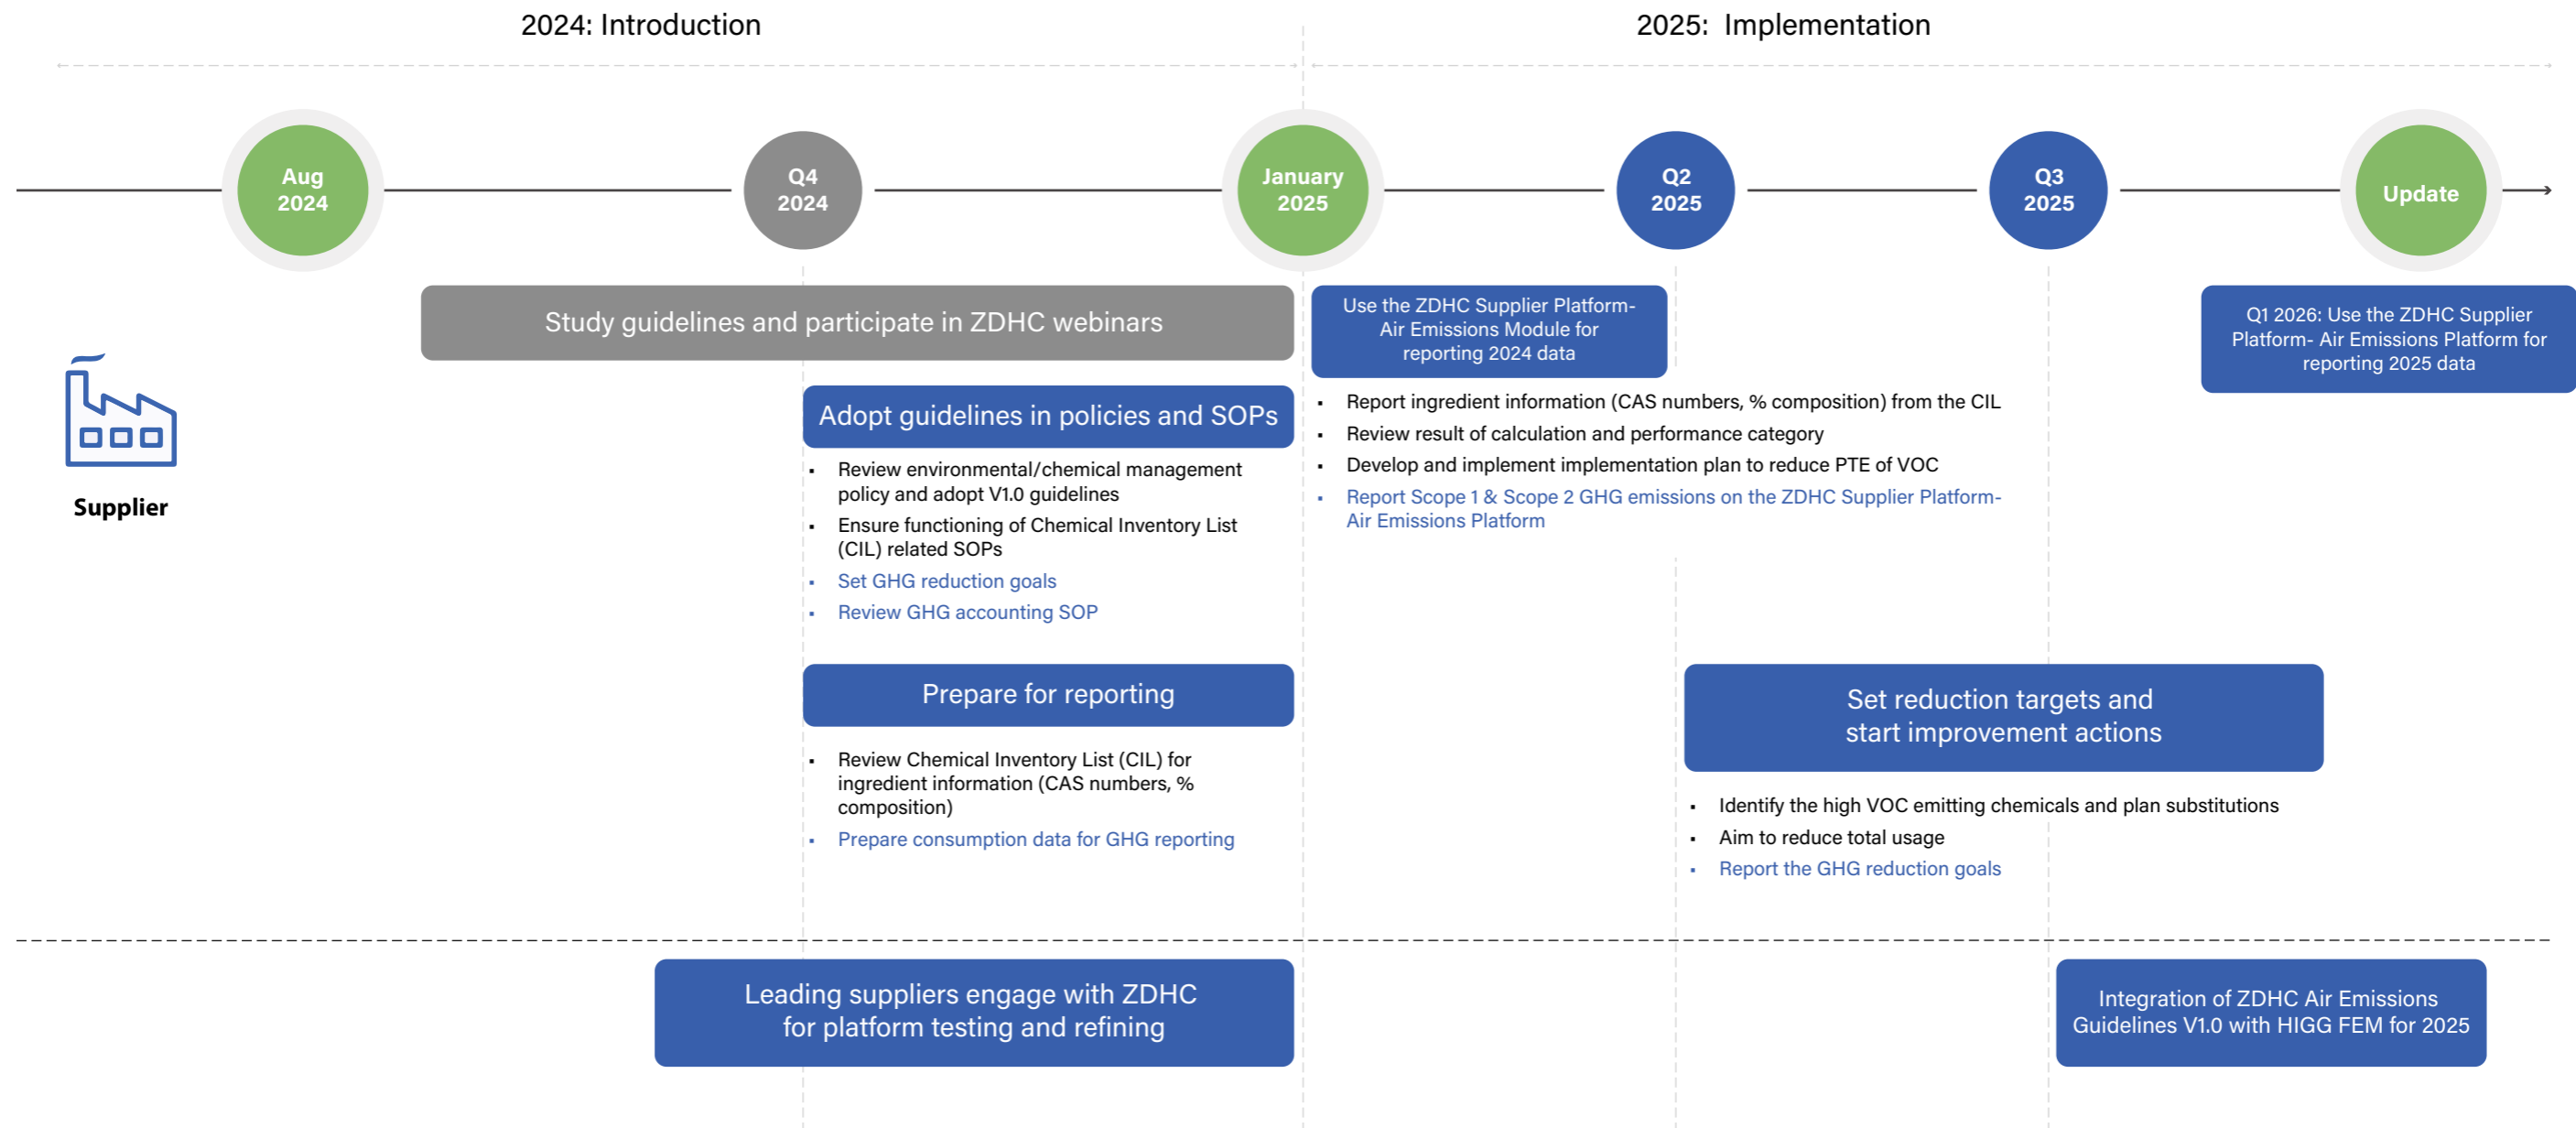 2024: Introduction
2025: Implementation
Aug
2024
Q4
2024
January
2025
Q2
2025
Q3
2025
Update
Supplier
Study guidelines and participate in ZDHC webinars
Adopt guidelines in policies and SOPs
▪ Review environmental/chemical management
policy and adopt V1.0 guidelines
▪ Ensure functioning of Chemical Inventory List
(CIL) related SOPs
▪ Set GHG reduction goals
▪ Review GHG accounting SOP
Prepare for reporting
▪ Review Chemical Inventory List (CIL) for
ingredient information (CAS numbers, %
composition)
▪ Prepare consumption data for GHG reporting
Use the ZDHC Supplier Platform-
Air Emissions Module for
reporting 2024 data
▪ Report ingredient information (CAS numbers, % composition) from the CIL
▪ Review result of calculation and performance category
▪ Develop and implement implementation plan to reduce PTE of VOC
▪ Report Scope 1 & Scope 2 GHG emissions on the ZDHC Supplier Platform-
Air Emissions Platform
Q1 2026: Use the ZDHC Supplier
Platform- Air Emissions Platform for
reporting 2025 data
Set reduction targets and
start improvement actions
▪ Identify the high VOC emitting chemicals and plan substitutions
▪ Aim to reduce total usage
▪ Report the GHG reduction goals
Leading suppliers engage with ZDHC
for platform testing and refining
Integration of ZDHC Air Emissions
Guidelines V1.0 with HIGG FEM for 2025